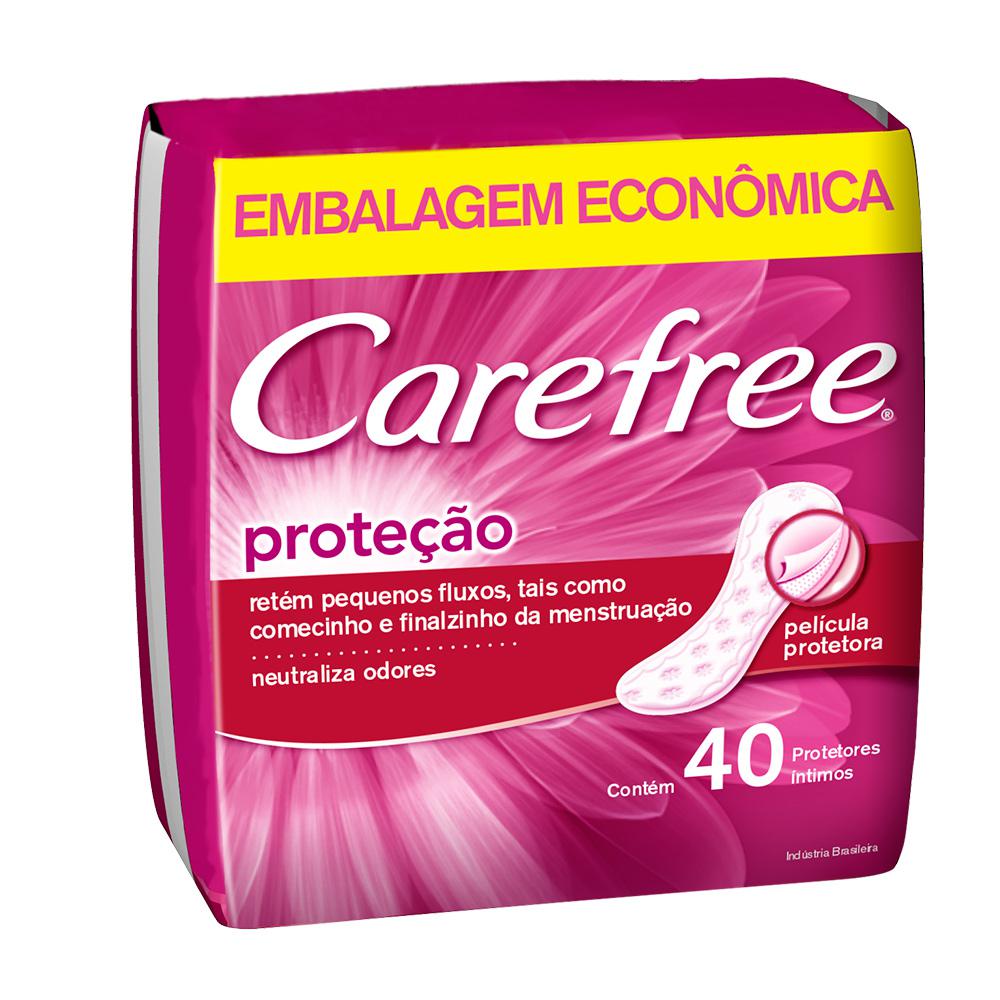 EMBALAGEM ECONÔMICA
Carefree®
proteção
retém pequenos fluxos, tais como
comecinho e finalzinho da menstruação
neutraliza odores
película
protetora
Contém 40 Protetores
íntimos
Indústria Brasileira